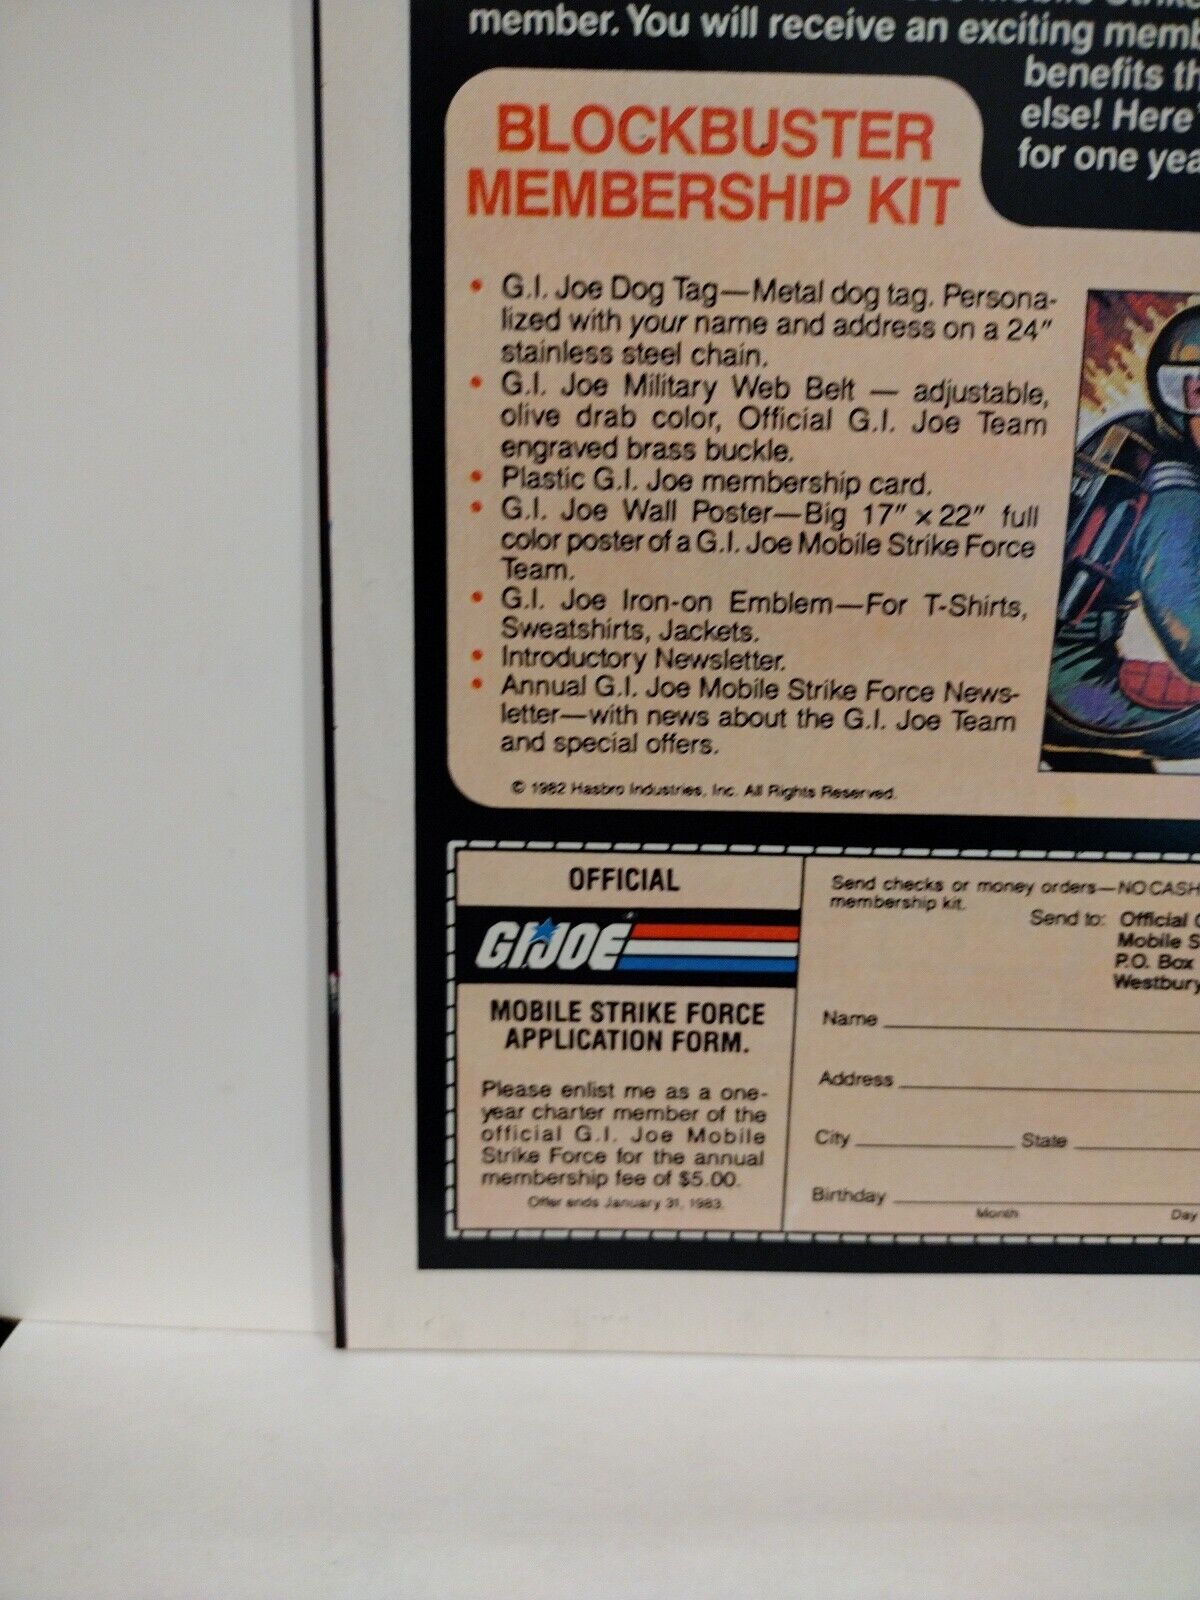 member. You will receive an exciting
benefits
else! Here
for one
BLOCKBUSTER
MEMBERSHIP KIT
• G.I. Joe Dog Tag—Metal dog tag. Persona-
lized with your name and address on a 24"
stainless steel chain.
• G.I. Joe Military Web Belt — adjustable,
olive drab color, Official G.I. Joe Team
engraved brass buckle.
• Plastic G.I. Joe membership card.
• G.I. Joe Wall Poster—Big 17" x 22" full
color poster of a G.I. Joe Mobile Strike Force
Team.
• G.I. Joe Iron-on Emblem—For T-Shirts,
Sweatshirts, Jackets.
• Introductory Newsletter.
• Annual G.I. Joe Mobile Strike Force News-
letter—with news about the G.I. Joe Team
and special offers.
© 1982 Hasbro Industries, Inc. All Rights Reserved.
OFFICIAL
G.I. JOE
MOBILE STRIKE FORCE
APPLICATION FORM.
Please enlist me as a one-
year charter member of the
official G.I. Joe Mobile
Strike Force for the annual
membership fee of $5.00.
Offer ends January 31, 1983.
Send checks or money orders—NO CASH
membership kit.
Send to: Official
Mobile
P.O. Box
Westbury
Name
Address
City State
Birthday
Month Day